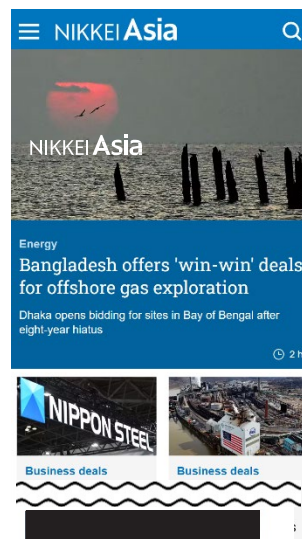 NIKKEI Asia
NIKKEI Asia
Energy
Bangladesh offers 'win-win' deals
for offshore gas exploration
Dhaka opens bidding for sites in Bay of Bengal after
eight-year hiatus
2 h
NIPPON STEEL
Business deals
Business deals